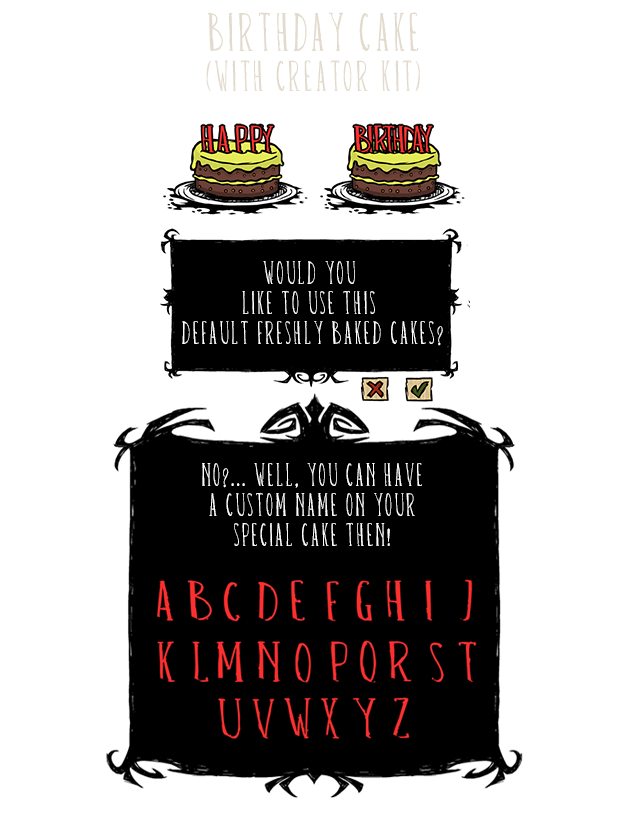 BIRTHDAY CAKE
(WITH CREATOR KIT)
HAPPY BIRTHDAY
WOULD YOU
LIKE TO USE THIS
DEFAULT FRESHLY BAKED CAKES?
NO?... WELL, YOU CAN HAVE
A CUSTOM NAME ON YOUR
SPECIAL CAKE THEN!
A B C D E F G H I J
K L M N O P Q R S T
U V W X Y Z